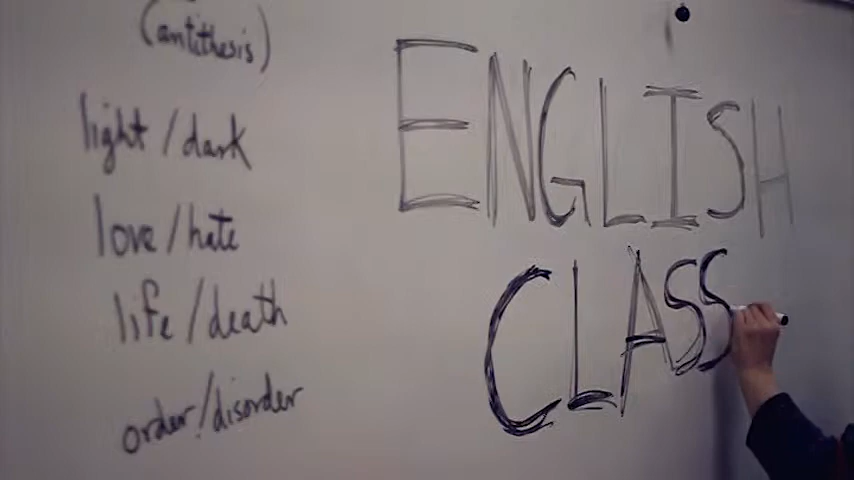 (antithesis)
light/dark
love/hate
life/death
order/disorder
ENGLISH
CLASS